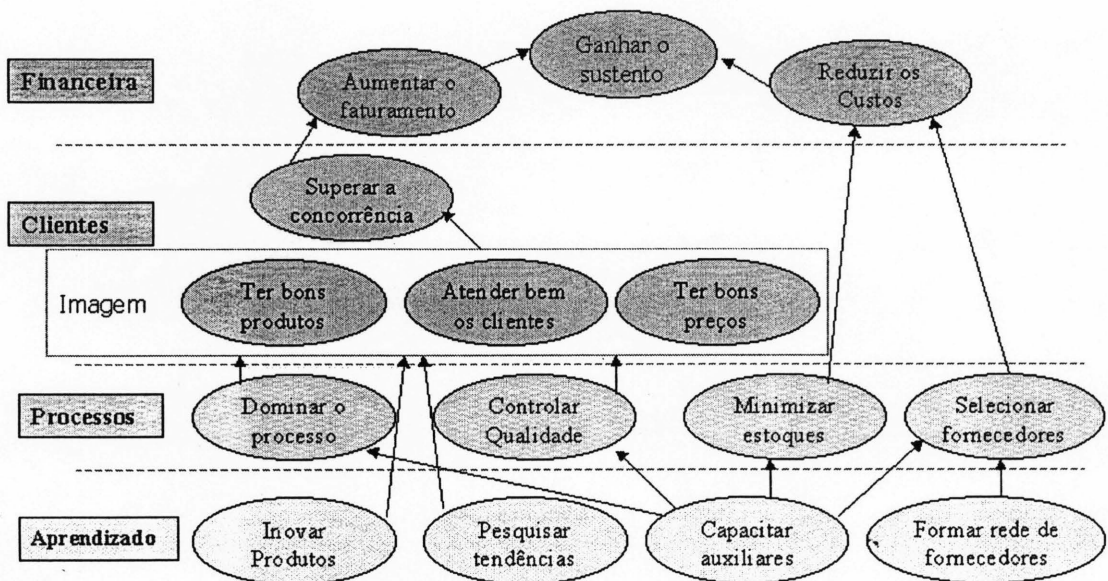 Financeira
Aumentar o
faturamento
Ganhar o
sustento
Reduzir os
Custos
Clientes
Superar a
concorrência
Imagem
Ter bons
produtos
Atender bem
os clientes
Ter bons
preços
Processos
Dominar o
processo
Controlar
Qualidade
Minimizar
estoques
Selecionar
fornecedores
Aprendizado
Inovar
Produtos
Pesquisar
tendências
Capacitar
auxiliares
Formar rede de
fornecedores